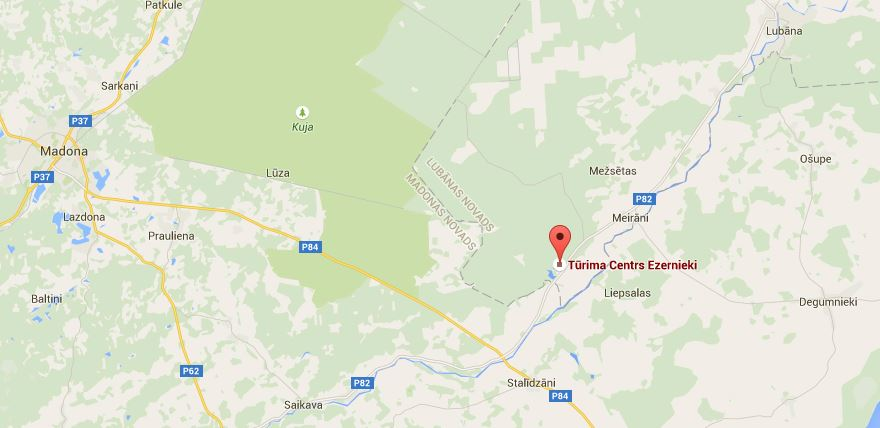 Patkule
Lubāna
Sarkaņi
Kuja
P37
Madona
Ošupe
Lūza
Mežsētas
P37
LUBĀNAS NOVADS
MADONAS NOVADS
P82
Lazdona
Meirāni
Prauliena
P84
Tūrima Centrs Ezernieki
Liepsalas
Baltiņi
Degumnieki
P62
P82
Stalīdzāni
P84
Saikava